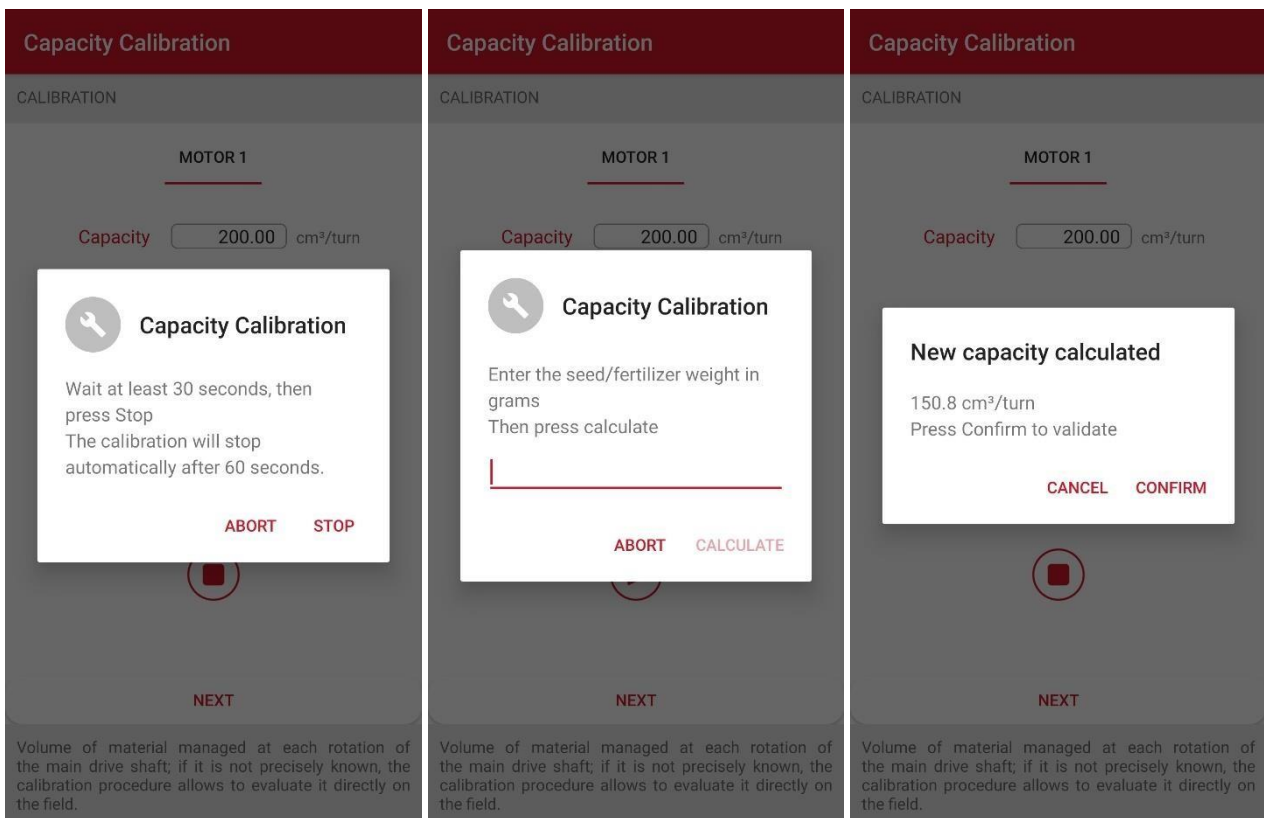 Capacity Calibration
CALIBRATION
MOTOR 1
Capacity 200.00 cm³/turn
Capacity Calibration
Wait at least 30 seconds, then
press Stop
The calibration will stop
automatically after 60 seconds.
ABORT STOP
NEXT
Volume of material managed at each rotation of
the main drive shaft; if it is not precisely known, the
calibration procedure allows to evaluate it directly on
the field.
Capacity Calibration
CALIBRATION
MOTOR 1
Capacity 200.00 cm³/turn
Capacity Calibration
Enter the seed/fertilizer weight in
grams
Then press calculate
ABORT CALCULATE
NEXT
Volume of material managed at each rotation of
the main drive shaft; if it is not precisely known, the
calibration procedure allows to evaluate it directly on
the field.
Capacity Calibration
CALIBRATION
MOTOR 1
Capacity 200.00 cm³/turn
New capacity calculated
150.8 cm³/turn
Press Confirm to validate
CANCEL CONFIRM
NEXT
Volume of material managed at each rotation of
the main drive shaft; if it is not precisely known, the
calibration procedure allows to evaluate it directly on
the field.